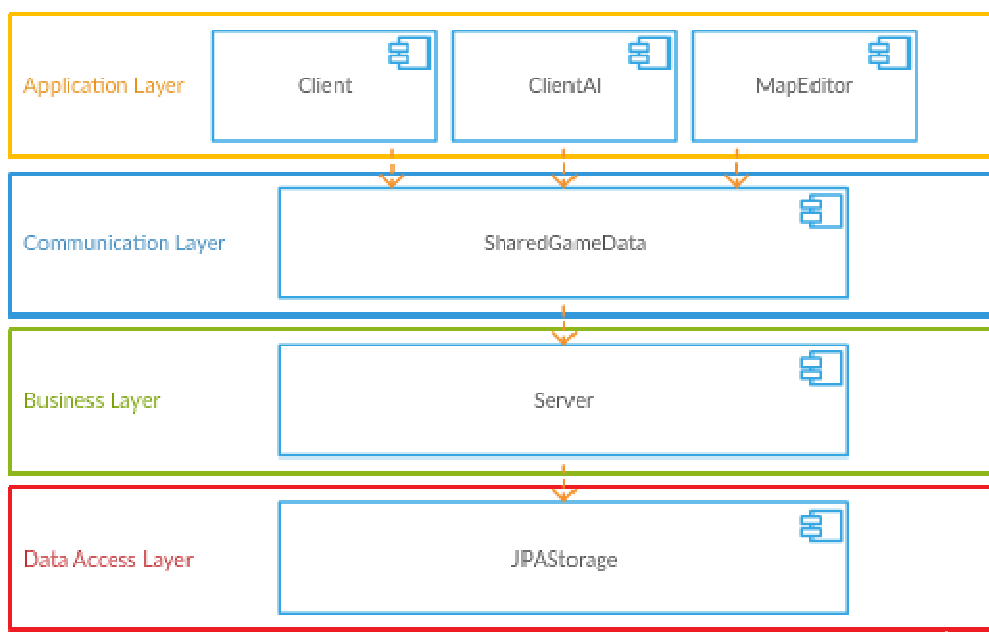 Application Layer
Client
ClientAI
MapEditor
Communication Layer
SharedGameData
Business Layer
Server
Data Access Layer
JPAStorage